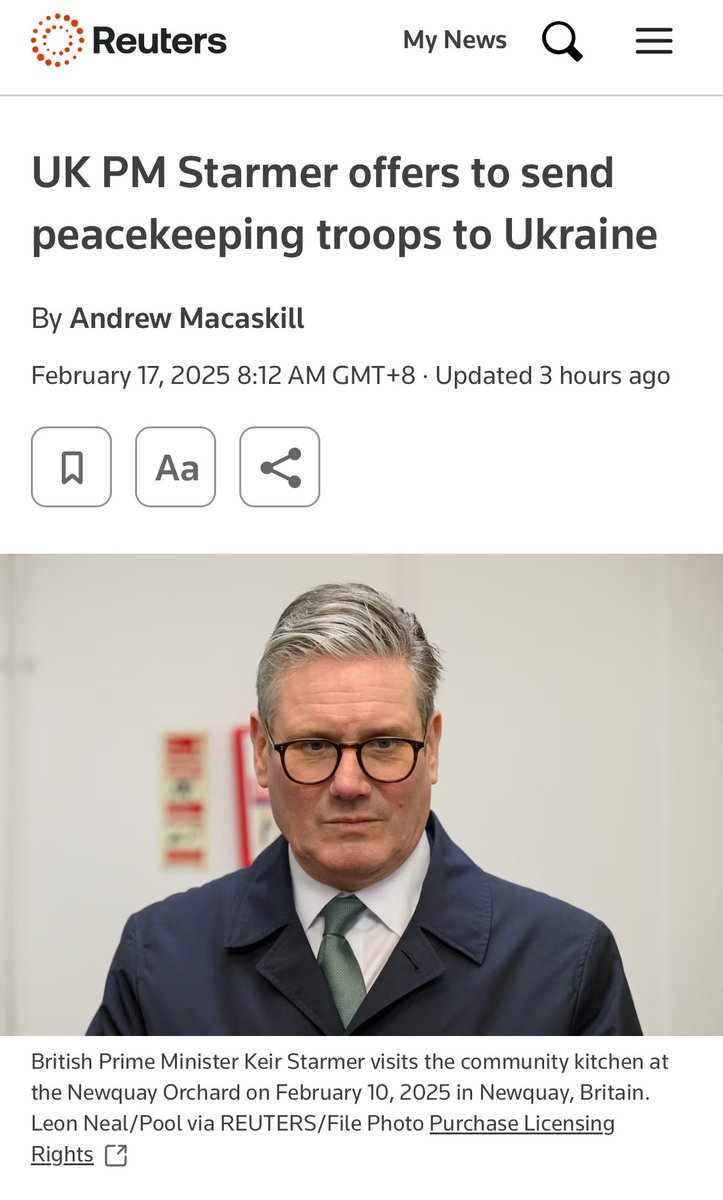 Reuters
My News
UK PM Starmer offers to send
peacekeeping troops to Ukraine
By Andrew Macaskill
February 17, 2025 8:12 AM GMT+8 · Updated 3 hours ago
Aa
British Prime Minister Keir Starmer visits the community kitchen at
the Newquay Orchard on February 10, 2025 in Newquay, Britain.
Leon Neal/Pool via REUTERS/File Photo Purchase Licensing
Rights